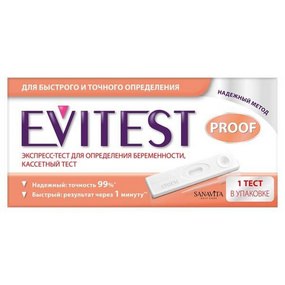 ДЛЯ БЫСТРОГО И ТОЧНОГО ОПРЕДЕЛЕНИЯ
НАДЕЖНЫЙ МЕТОД
EVITEST
PROOF
ЭКСПРЕСС-ТЕСТ ДЛЯ ОПРЕДЕЛЕНИЯ БЕРЕМЕННОСТИ,
КАССЕТНЫЙ ТЕСТ
Надежный: точность 99%*
Быстрый: результат через 1 минуту**
SANAVITA
1 ТЕСТ
В УПАКОВКЕ